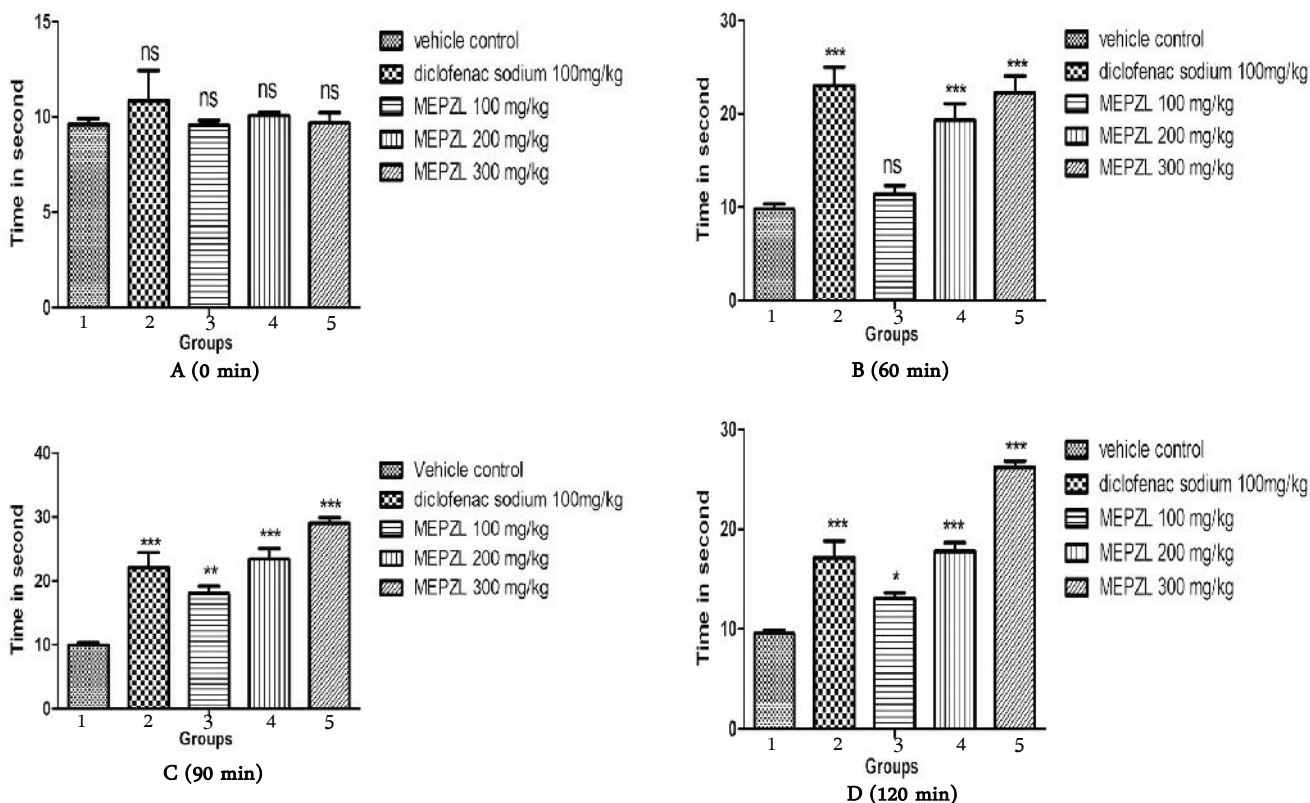 15
10
5
0
Time in second
ns
ns
ns
ns
1
2
3
4
5
Groups
A (0 min)
vehicle control
diclofenac sodium 100mg/kg
MEPZL 100 mg/kg
MEPZL 200 mg/kg
MEPZL 300 mg/kg
30
20
10
0
Time in second
***
ns
***
***
1
2
3
4
5
Groups
B (60 min)
vehicle control
diclofenac sodium 100mg/kg
MEPZL 100 mg/kg
MEPZL 200 mg/kg
MEPZL 300 mg/kg
40
30
20
10
0
Time in second
***
**
***
***
1
2
3
4
5
Groups
C (90 min)
Vehicle control
diclofenac sodium 100mg/kg
MEPZL 100 mg/kg
MEPZL 200 mg/kg
MEPZL 300 mg/kg
30
20
10
0
Time in second
***
*
***
***
1
2
3
4
5
Groups
D (120 min)
vehicle control
diclofenac sodium 100mg/kg
MEPZL 100 mg/kg
MEPZL 200 mg/kg
MEPZL 300 mg/kg